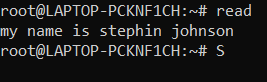 root@LAPTOP-PCKNF1CH:~# read
my name is stephin johnson
root@LAPTOP-PCKNF1CH:~# S